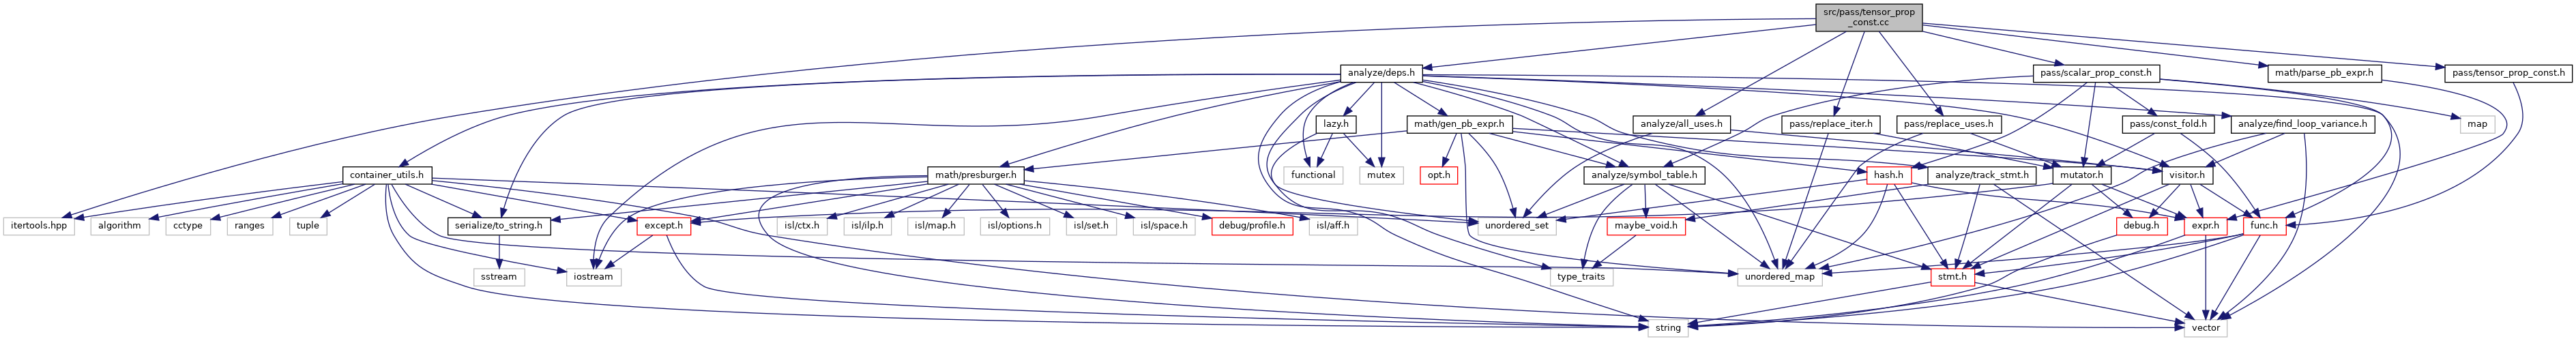 src/pass/tensor_prop
_const.cc
analyze/deps.h
pass/scalar_prop_const.h
math/parse_pb_expr.h
pass/tensor_prop_const.h
lazy.h
math/gen_pb_expr.h
analyze/all_uses.h
pass/replace_iter.h
pass/replace_uses.h
pass/const_fold.h
analyze/find_loop_variance.h
map
container_utils.h
math/presburger.h
functional
mutex
opt.h
analyze/symbol_table.h
hash.h
analyze/track_stmt.h
mutator.h
visitor.h
itertools.hpp
algorithm
cctype
ranges
tuple
serialize/to_string.h
except.h
isl/ctx.h
isl/ilp.h
isl/map.h
isl/options.h
isl/set.h
isl/space.h
debug/profile.h
isl/aff.h
unordered_set
maybe_void.h
debug.h
expr.h
func.h
sstream
iostream
type_traits
unordered_map
stmt.h
string
vector